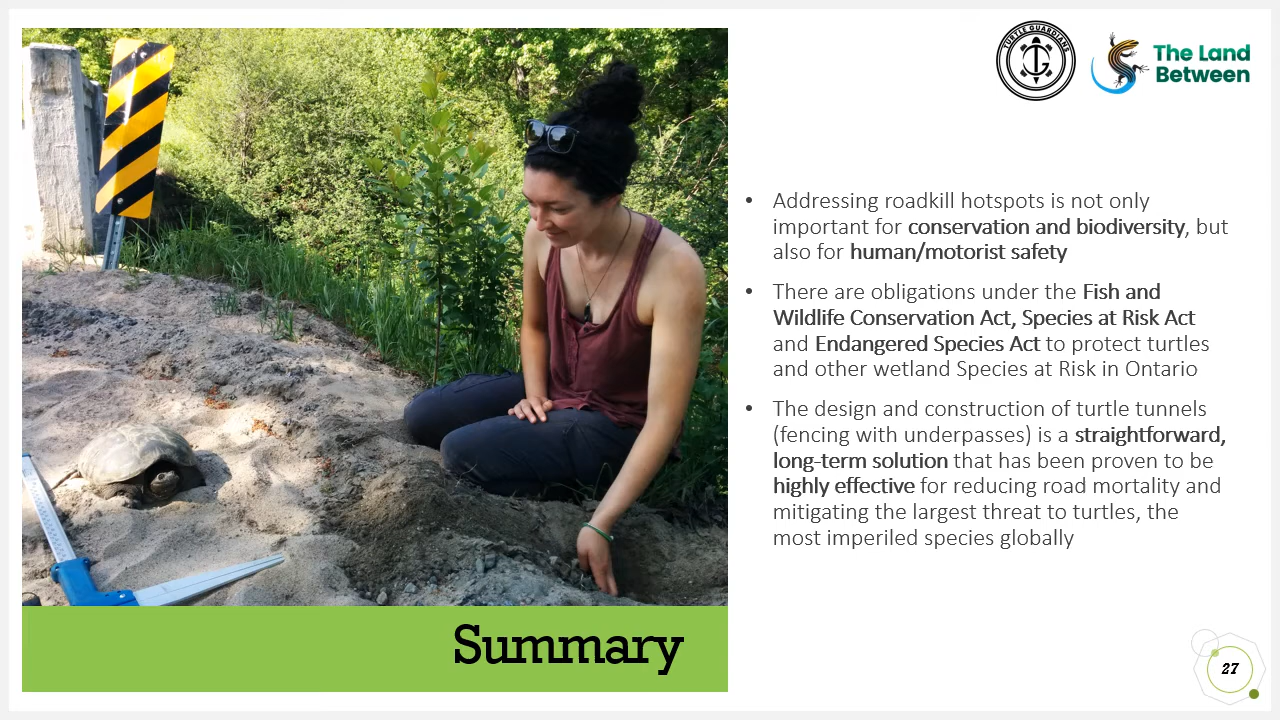 TURTLE GUARDIANS
TG
The Land
Between
• Addressing roadkill hotspots is not only
important for conservation and biodiversity, but
also for human/motorist safety
• There are obligations under the Fish and
Wildlife Conservation Act, Species at Risk Act
and Endangered Species Act to protect turtles
and other wetland Species at Risk in Ontario
• The design and construction of turtle tunnels
(fencing with underpasses) is a straightforward,
long-term solution that has been proven to be
highly effective for reducing road mortality and
mitigating the largest threat to turtles, the
most imperiled species globally
Summary
27